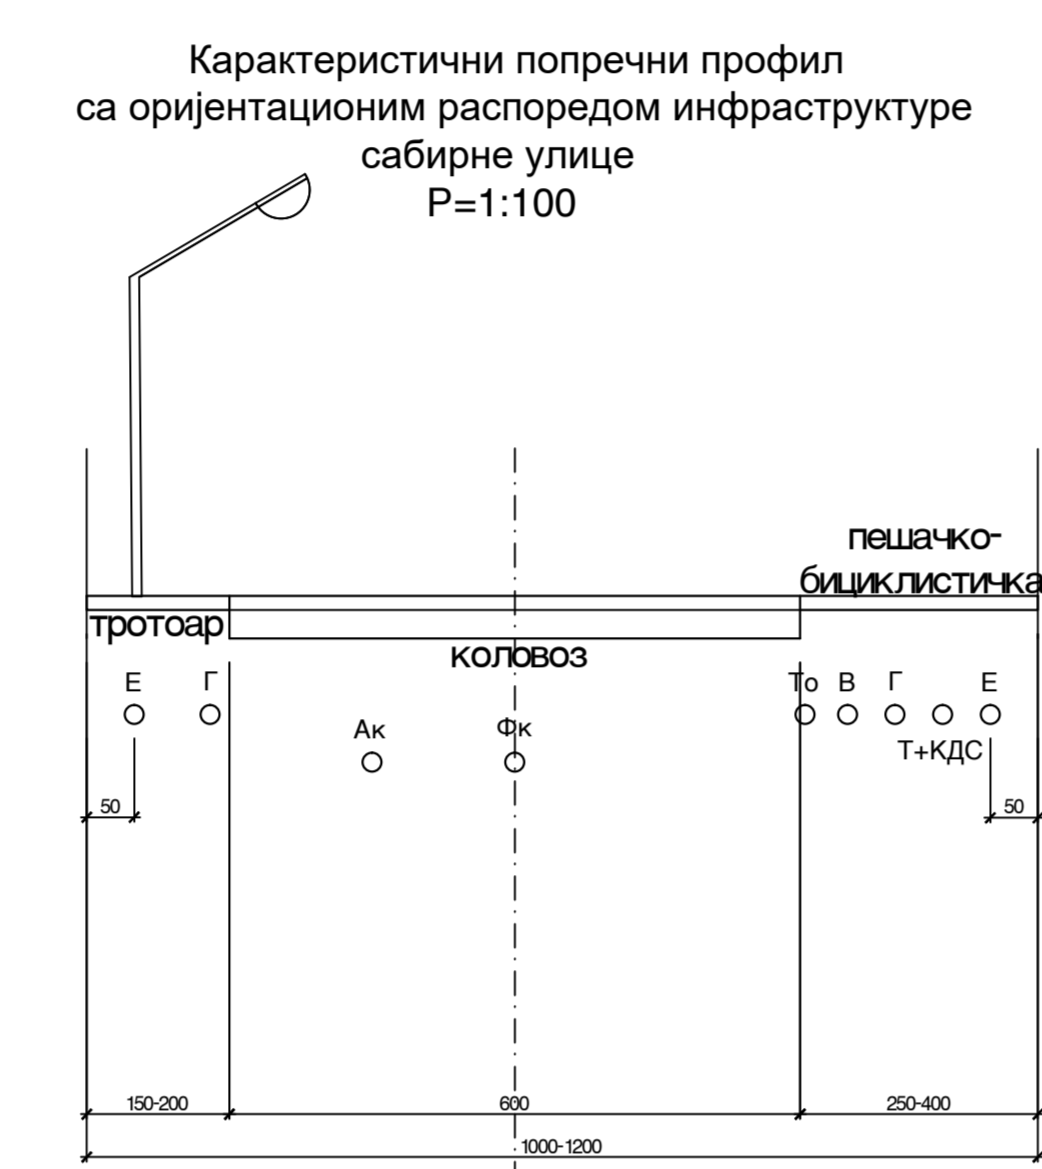 Карактеристични попречни профил
са оријентационим распоредом инфраструктуре
сабирне улице
Р=1:100
пешачко-
бициклистичка
тротоар
коловоз
Е Г То В Г Е
Ак Фк Т+КДС
50 50
150-200 600 250-400
1000-1200